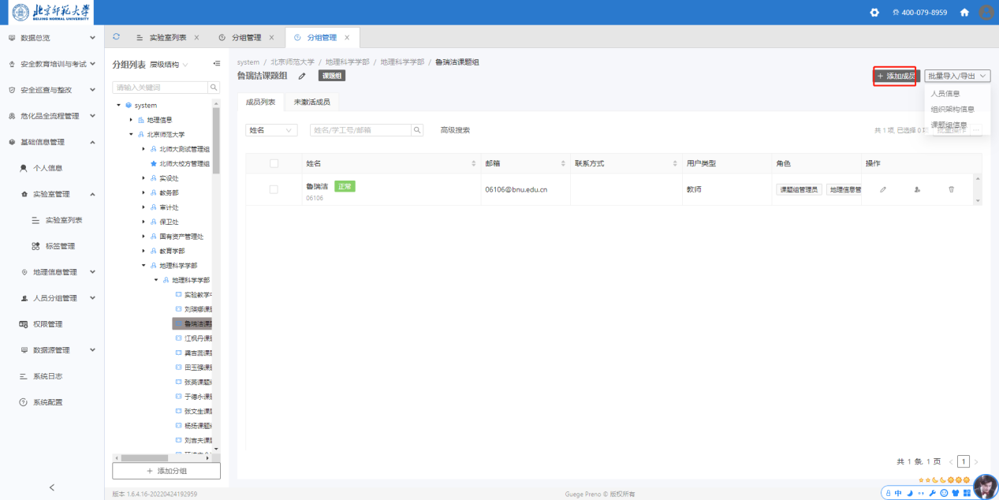 北京师范大学
BEIJING NORMAL UNIVERSITY
400-079-8959
数据总览
安全教育培训与考试
安全巡查与整改
危化品全流程管理
基础信息管理
个人信息
实验室管理
实验室列表
标签管理
地理信息管理
人员分组管理
权限管理
数据源管理
系统日志
系统配置
实验室列表 ×
分组管理 ×
分组管理 ×
分组列表 层级结构
请输入关键词
system
地理信息
北京师范大学
北师大测试管理组
北师大校方管理组
实设处
教务部
审计处
保卫处
国有资产管理处
教育学部
地理科学学部
地理科学学部
实验教学
刘瑛娜课
鲁瑞洁课
江枫丹课
龚吉圆课
田玉强课
张英课题
于德永课
张文生课
杨扬课题
刘吉夫课
+ 添加分组
system / 北京师范大学 / 地理科学学部 / 地理科学学部 / 鲁瑞洁课题组
鲁瑞洁课题组 课题组
+ 添加成员 批量导入/导出
人员信息
组织架构信息
课题组信息
成员列表 未激活成员
姓名 姓名/学工号/邮箱 高级搜索
共 1 项, 已选择 0 项 批量操作
姓名 邮箱 联系方式 用户类型 角色 操作
鲁瑞洁 正常 06106@bnu.edu.cn 教师 课题组管理员 地理信息管
06106
共 1 条, 1 页 < 1 >
版本 1.6.4.16-20220424192959
Guege Preno © 版权所有
中